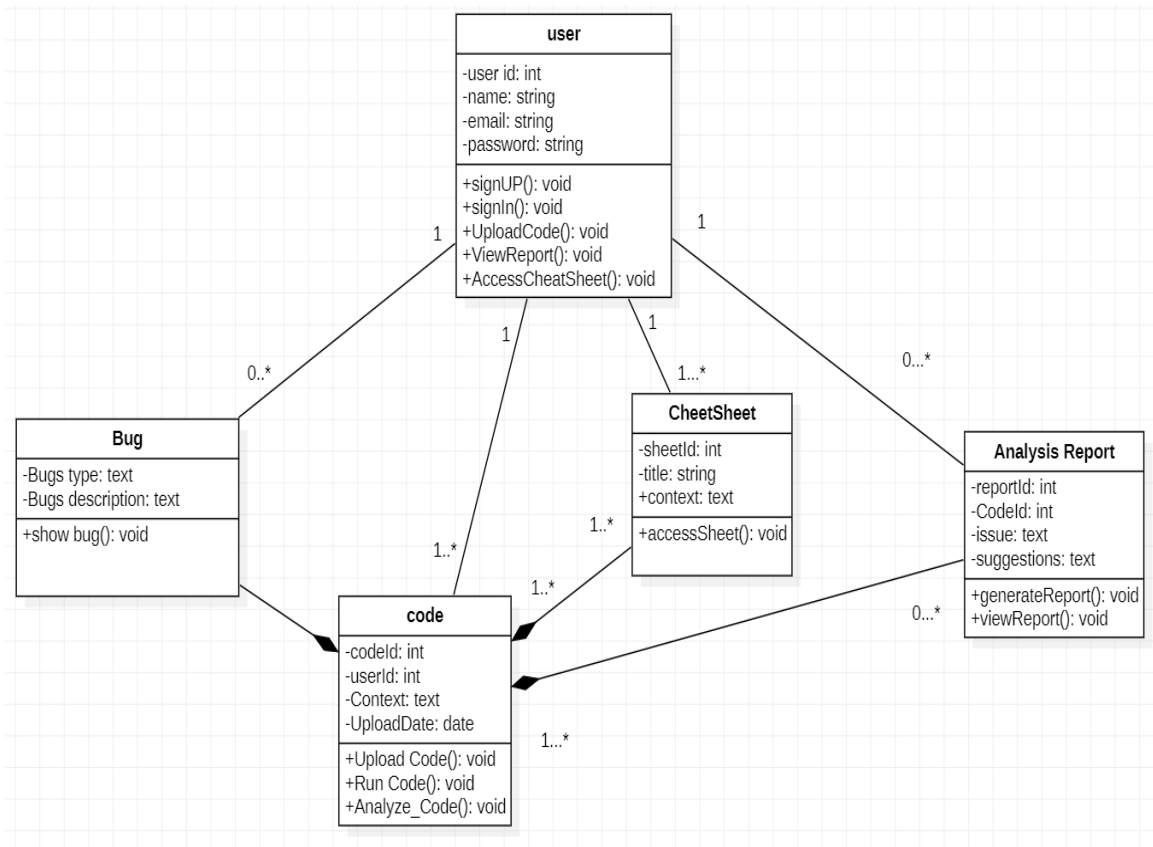 user
-user id: int
-name: string
-email: string
-password: string
+signUP(): void
+signIn(): void
+UploadCode(): void
+ViewReport(): void
+AccessCheatSheet(): void
1
1
1
1
0..*
1...*
0...*
Bug
-Bugs type: text
-Bugs description: text
+show bug(): void
CheetSheet
-sheetId: int
-title: string
+context: text
+accessSheet(): void
Analysis Report
-reportId: int
-CodeId: int
-issue: text
-suggestions: text
+generateReport(): void
+viewReport(): void
1..*
1..*
1..*
0...*
1...*
code
-codeId: int
-userId: int
-Context: text
-UploadDate: date
+Upload Code(): void
+Run Code(): void
+Analyze_Code(): void